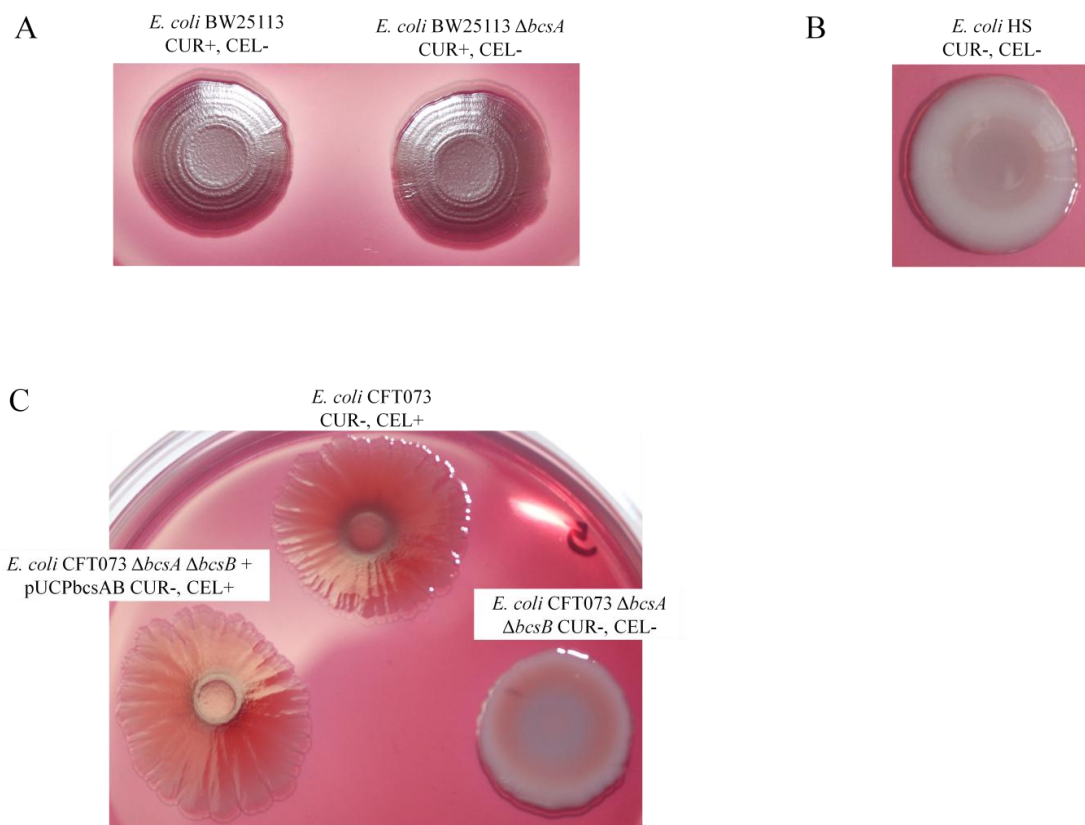 A
E. coli BW25113
CUR+, CEL-
E. coli BW25113 ΔbcsA
CUR+, CEL-
B
E. coli HS
CUR-, CEL-
C
E. coli CFT073
CUR-, CEL+
E. coli CFT073 ΔbcsA ΔbcsB +
pUCPbcsAB CUR-, CEL+
E. coli CFT073 ΔbcsA
ΔbcsB CUR-, CEL-